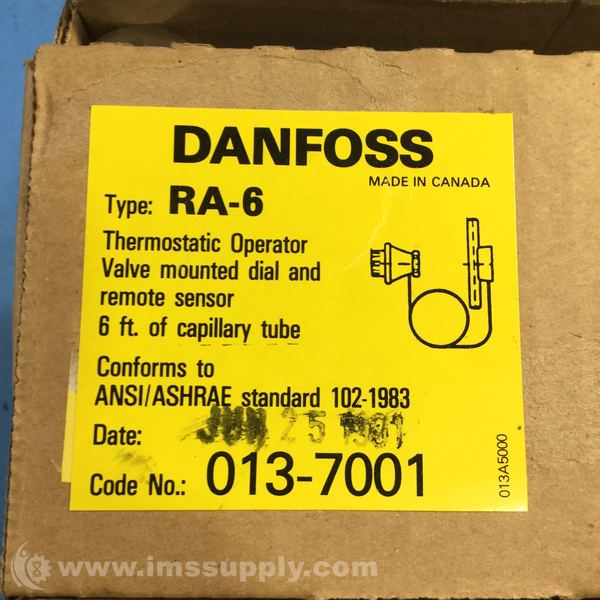 DANFOSS
MADE IN CANADA
Type: RA-6
Thermostatic Operator
Valve mounted dial and
remote sensor
6 ft. of capillary tube
Conforms to
ANSI/ASHRAE standard 102-1983
Date: 25
Code No.: 013-7001
013A5000
www.imssupply.com